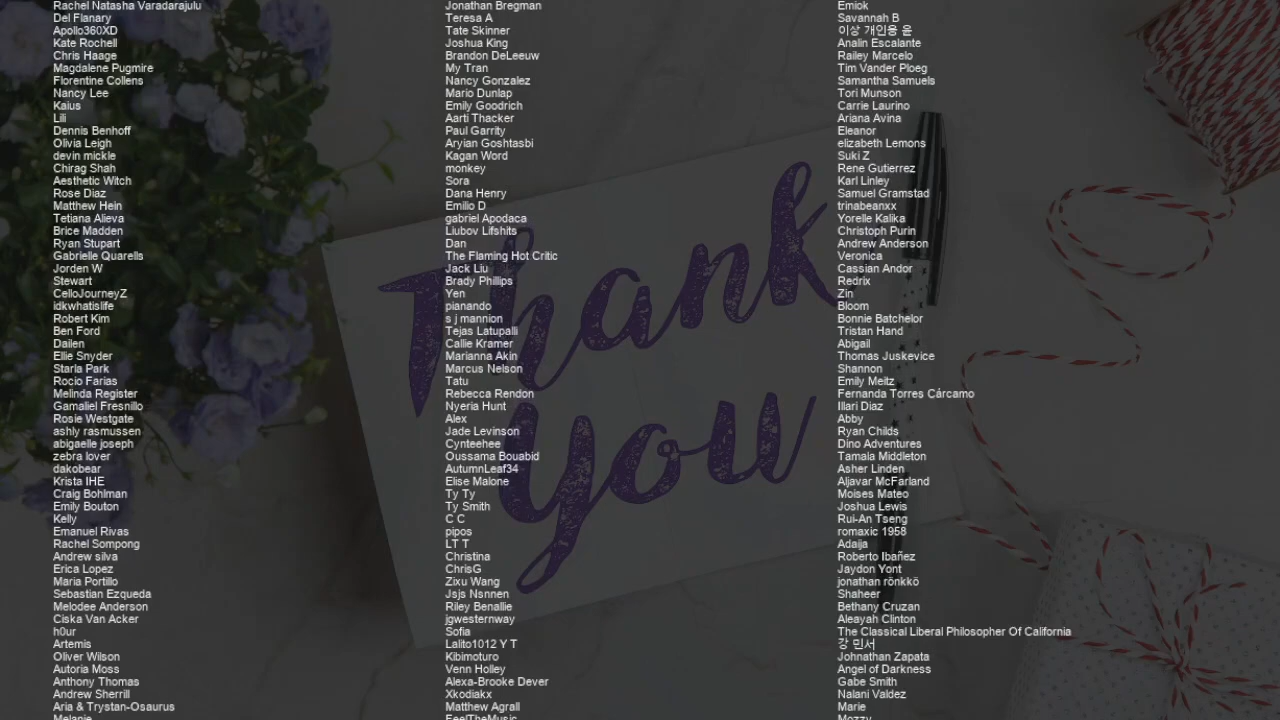 Rachel Natasha Varadarajulu
Del Flanary
Apollo360XD
Kate Rochell
Chris Haage
Magdalene Pugmire
Florentine Collens
Nancy Lee
Kaius
Lili
Dennis Benhoff
Olivia Leigh
devin mickle
Chirag Shah
Aesthetic Witch
Rose Diaz
Matthew Hein
Tetiana Alieva
Brice Madden
Ryan Stupart
Gabrielle Quarells
Jorden W
Stewart
CelloJourneyZ
idkwhatislife
Robert Kim
Ben Ford
Dailen
Ellie Snyder
Starla Park
Rocio Farias
Melinda Register
Gamaliel Fresnillo
Rosie Westgate
ashly rasmussen
abigaelle joseph
zebra lover
dakobear
Krista IHE
Craig Bohlman
Emily Bouton
Kelly
Emanuel Rivas
Rachel Sompong
Andrew silva
Erica Lopez
Maria Portillo
Sebastian Ezqueda
Melodee Anderson
Ciska Van Acker
h0ur
Artemis
Oliver Wilson
Autoria Moss
Anthony Thomas
Andrew Sherrill
Aria & Trystan-Osaurus
Melanie
Jonathan Bregman
Teresa A
Tate Skinner
Joshua King
Brandon DeLeeuw
My Tran
Nancy Gonzalez
Mario Dunlap
Emily Goodrich
Aarti Thacker
Paul Garrity
Aryian Goshtasbi
Kagan Word
monkey
Sora
Dana Henry
Emilio D
gabriel Apodaca
Liubov Lifshits
Dan
The Flaming Hot Critic
Jack Liu
Brady Phillips
Yen
pianando
s j mannion
Tejas Latupalli
Callie Kramer
Marianna Akin
Marcus Nelson
Tatu
Rebecca Rendon
Nyeria Hunt
Alex
Jade Levinson
Cynteehee
Oussama Bouabid
AutumnLeaf34
Elise Malone
Ty Ty
Ty Smith
C C
pipos
LT T
Christina
ChrisG
Zixu Wang
Jsjs Nsnnen
Riley Benallie
jgwesternway
Sofia
Lalito1012 Y T
Kibimoturo
Venn Holley
Alexa-Brooke Dever
Xkodiakx
Matthew Agrall
FeelTheMusic
Emiok
Savannah B
이상 개인용 윤
Analin Escalante
Railey Marcelo
Tim Vander Ploeg
Samantha Samuels
Tori Munson
Carrie Laurino
Ariana Avina
Eleanor
elizabeth Lemons
Suki Z
Rene Gutierrez
Karl Linley
Samuel Gramstad
trinabeanxx
Yorelle Kalika
Christoph Purin
Andrew Anderson
Veronica
Cassian Andor
Redrix
Zin
Bloom
Bonnie Batchelor
Tristan Hand
Abigail
Thomas Juskevice
Shannon
Emily Meitz
Fernanda Torres Cárcamo
Illari Diaz
Abby
Ryan Childs
Dino Adventures
Tamala Middleton
Asher Linden
Aljavar McFarland
Moises Mateo
Joshua Lewis
Rui-An Tseng
romaxic 1958
Adaija
Roberto Ibañez
Jaydon Yont
jonathan rönkkö
Shaheer
Bethany Cruzan
Aleayah Clinton
The Classical Liberal Philosopher Of California
강 민서
Johnathan Zapata
Angel of Darkness
Gabe Smith
Nalani Valdez
Marie
Mozzy
Thank
you